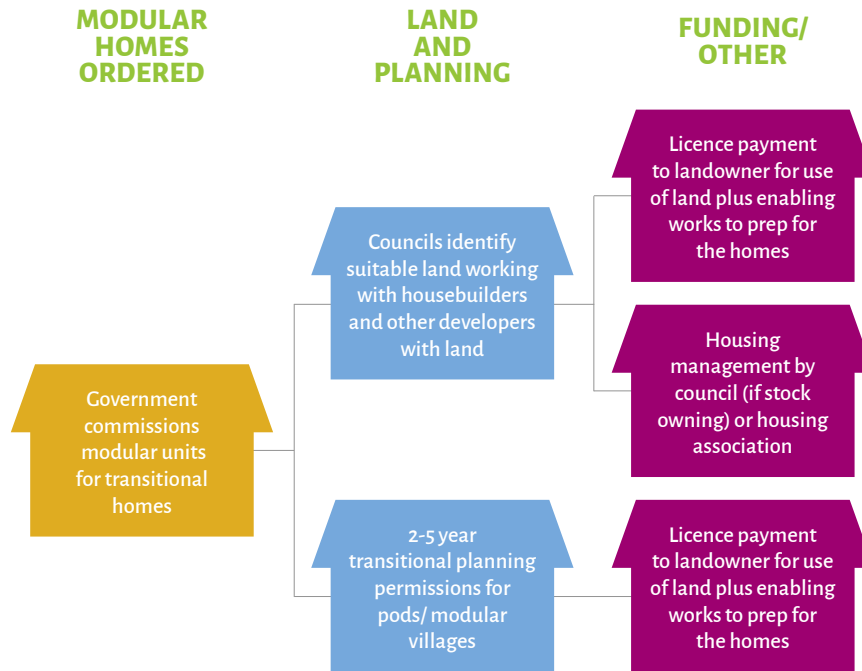 MODULAR
HOMES
ORDERED
LAND
AND
PLANNING
FUNDING/
OTHER
Government
commissions
modular units
for transitional
homes
Councils identify
suitable land working
with housebuilders
and other developers
with land
2-5 year
transitional planning
permissions for
pods/ modular
villages
Licence payment
to landowner for use
of land plus enabling
works to prep for
the homes
Housing
management by
council (if stock
owning) or housing
association
Licence payment
to landowner for use
of land plus enabling
works to prep for
the homes